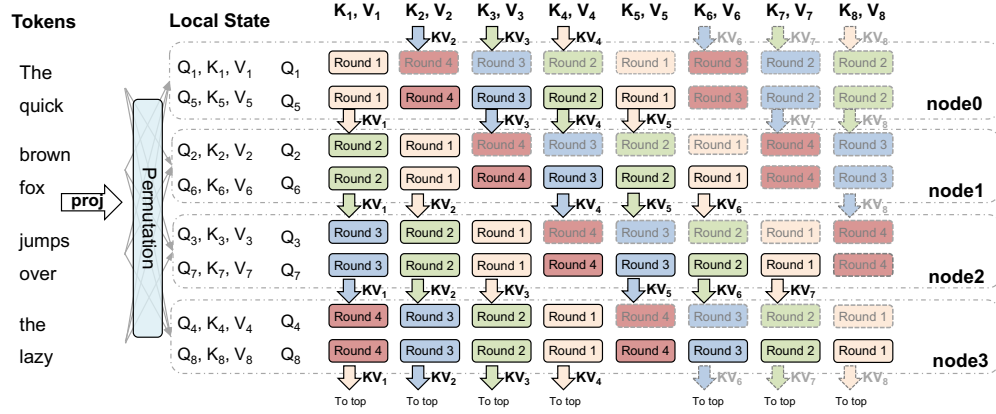 Tokens Local State K1, V1 K2, V2 K3, V3 K4, V4 K5, V5 K6, V6 K7, V7 K8, V8
KV2 KV3 KV4 KV6 KV7 KV8
The Q1, K1, V1 Q1 Round 1 Round 4 Round 3 Round 2 Round 1 Round 3 Round 2 Round 2
quick Q5, K5, V5 Q5 Round 1 Round 4 Round 3 Round 2 Round 1 Round 3 Round 2 Round 2
node0
KV1 KV3 KV4 KV5 KV7 KV8
brown Q2, K2, V2 Q2 Round 2 Round 1 Round 4 Round 3 Round 2 Round 1 Round 4 Round 3
fox Q6, K6, V6 Q6 Round 2 Round 1 Round 4 Round 3 Round 2 Round 1 Round 4 Round 3
node1
proj
Permutation
KV1 KV2 KV4 KV5 KV6 KV8
jumps Q3, K3, V3 Q3 Round 3 Round 2 Round 1 Round 4 Round 3 Round 2 Round 1 Round 4
over Q7, K7, V7 Q7 Round 3 Round 2 Round 1 Round 4 Round 3 Round 2 Round 1 Round 4
node2
KV1 KV2 KV3 KV5 KV6 KV7
the Q4, K4, V4 Q4 Round 4 Round 3 Round 2 Round 1 Round 4 Round 3 Round 2 Round 1
lazy Q8, K8, V8 Q8 Round 4 Round 3 Round 2 Round 1 Round 4 Round 3 Round 2 Round 1
node3
KV1 KV2 KV3 KV4 KV6 KV7 KV8
To top To top To top To top To top To top To top